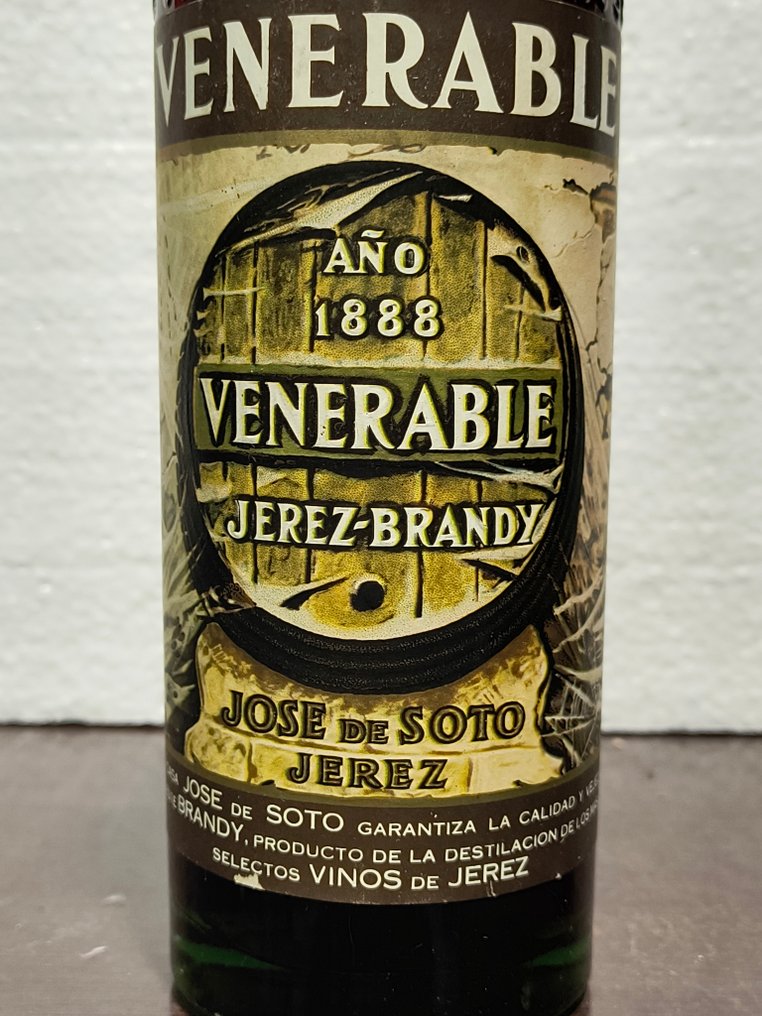 VENERABLE
AÑO
1888
VENERABLE
JEREZ-BRANDY
JOSE DE SOTO
JEREZ
JOSE DE SOTO GARANTIZA LA CALIDAD Y
BRANDY, PRODUCTO DE LA DESTILACION DE LOS
SELECTOS VINOS DE JEREZ